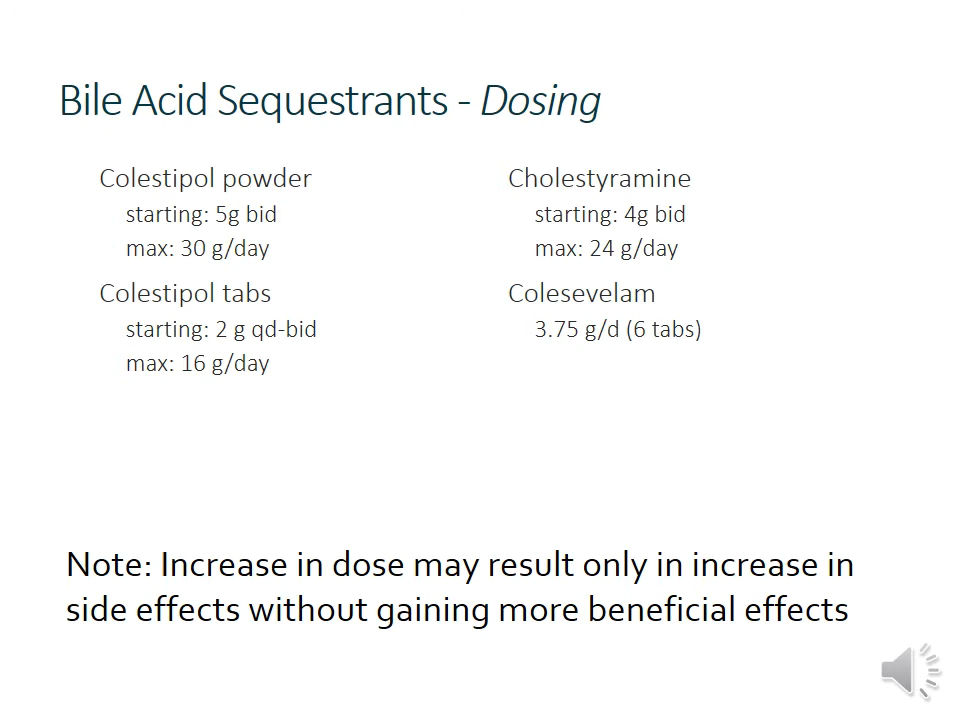 Bile Acid Sequestrants - Dosing
Colestipol powder
starting: 5g bid
max: 30 g/day
Colestipol tabs
starting: 2 g qd-bid
max: 16 g/day
Cholestyramine
starting: 4g bid
max: 24 g/day
Colesevelam
3.75 g/d (6 tabs)
Note: Increase in dose may result only in increase in
side effects without gaining more beneficial effects